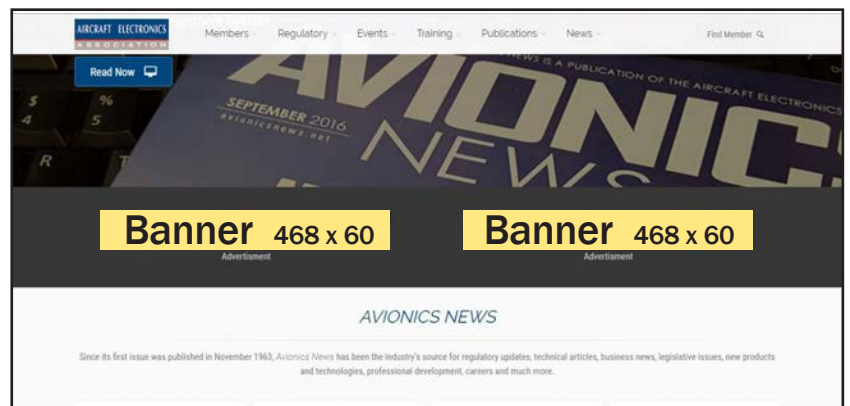 AIRCRAFT ELECTRONICS
ASSOCIATION
Members
Regulatory
Events
Training
Publications
News
Find Member
Read Now
$ %
4 5
R T
NEWS IS A PUBLICATION OF THE AIRCRAFT ELECTRONICS
SEPTEMBER 2016
avionicsnews.net
AVIONIC
NEWS
Banner 468 x 60
Advertisment
Banner 468 x 60
Advertisment
AVIONICS NEWS
Since its first issue was published in November 1963, Avionics News has been the industry's source for regulatory updates, technical articles, business news, legislative issues, new products
and technologies, professional development, careers and much more.